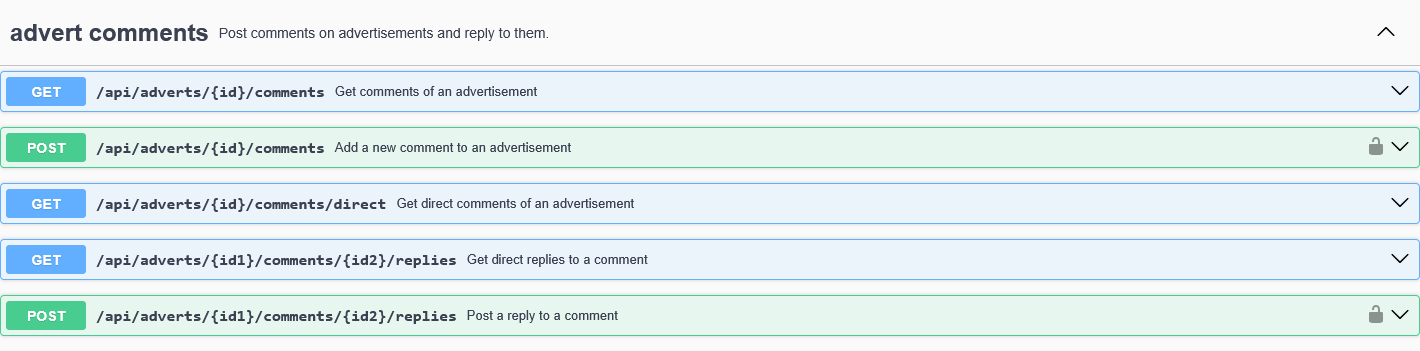 advert comments Post comments on advertisements and reply to them.
GET /api/adverts/{id}/comments Get comments of an advertisement
POST /api/adverts/{id}/comments Add a new comment to an advertisement
GET /api/adverts/{id}/comments/direct Get direct comments of an advertisement
GET /api/adverts/{id1}/comments/{id2}/replies Get direct replies to a comment
POST /api/adverts/{id1}/comments/{id2}/replies Post a reply to a comment